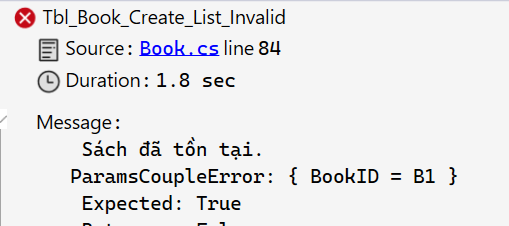 Tbl_Book_Create_List_Invalid
Source: Book.cs line 84
Duration: 1.8 sec
Message:
Sách đã tồn tại.
ParamsCoupleError: { BookID = B1 }
Expected: True